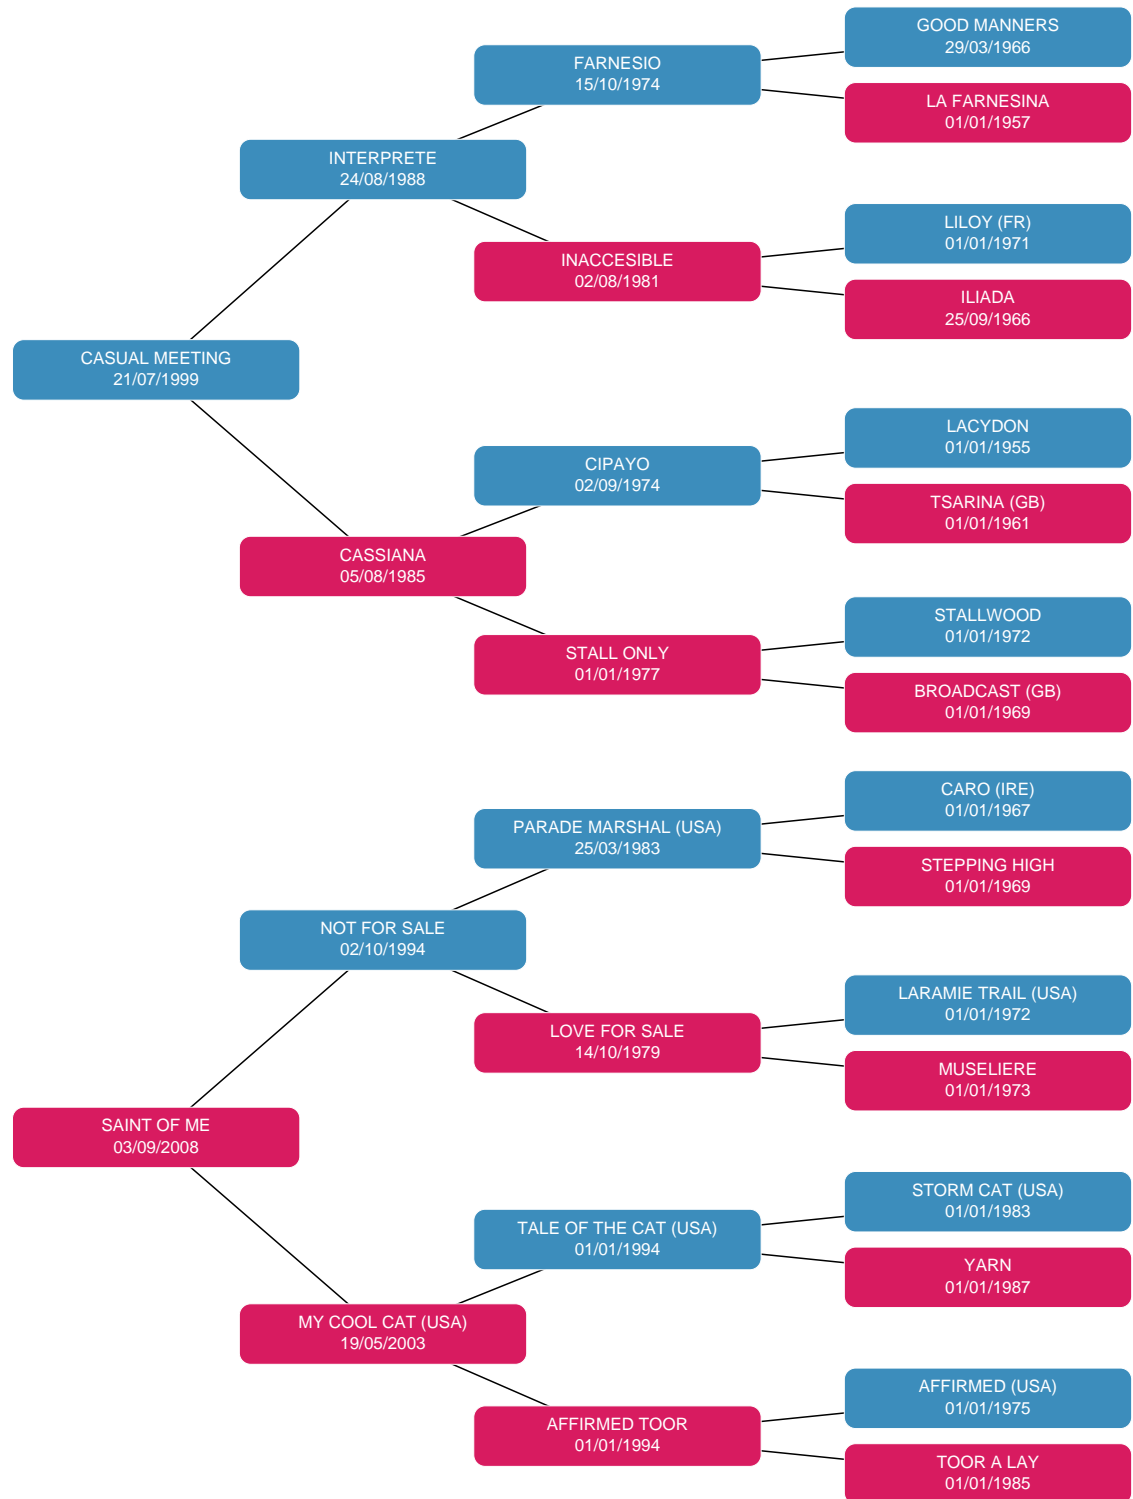 GOOD MANNERS
29/03/1966
FARNESIO
15/10/1974
LA FARNESINA
01/01/1957
INTERPRETE
24/08/1988
LILOY (FR)
01/01/1971
INACCESIBLE
02/08/1981
ILIADA
25/09/1966
CASUAL MEETING
21/07/1999
LACYDON
01/01/1955
CIPAYO
02/09/1974
TSARINA (GB)
01/01/1961
CASSIANA
05/08/1985
STALLWOOD
01/01/1972
STALL ONLY
01/01/1977
BROADCAST (GB)
01/01/1969
CARO (IRE)
01/01/1967
PARADE MARSHAL (USA)
25/03/1983
STEPPING HIGH
01/01/1969
NOT FOR SALE
02/10/1994
LARAMIE TRAIL (USA)
01/01/1972
LOVE FOR SALE
14/10/1979
MUSELIERE
01/01/1973
SAINT OF ME
03/09/2008
STORM CAT (USA)
01/01/1983
TALE OF THE CAT (USA)
01/01/1994
YARN
01/01/1987
MY COOL CAT (USA)
19/05/2003
AFFIRMED (USA)
01/01/1975
AFFIRMED TOOR
01/01/1994
TOOR A LAY
01/01/1985